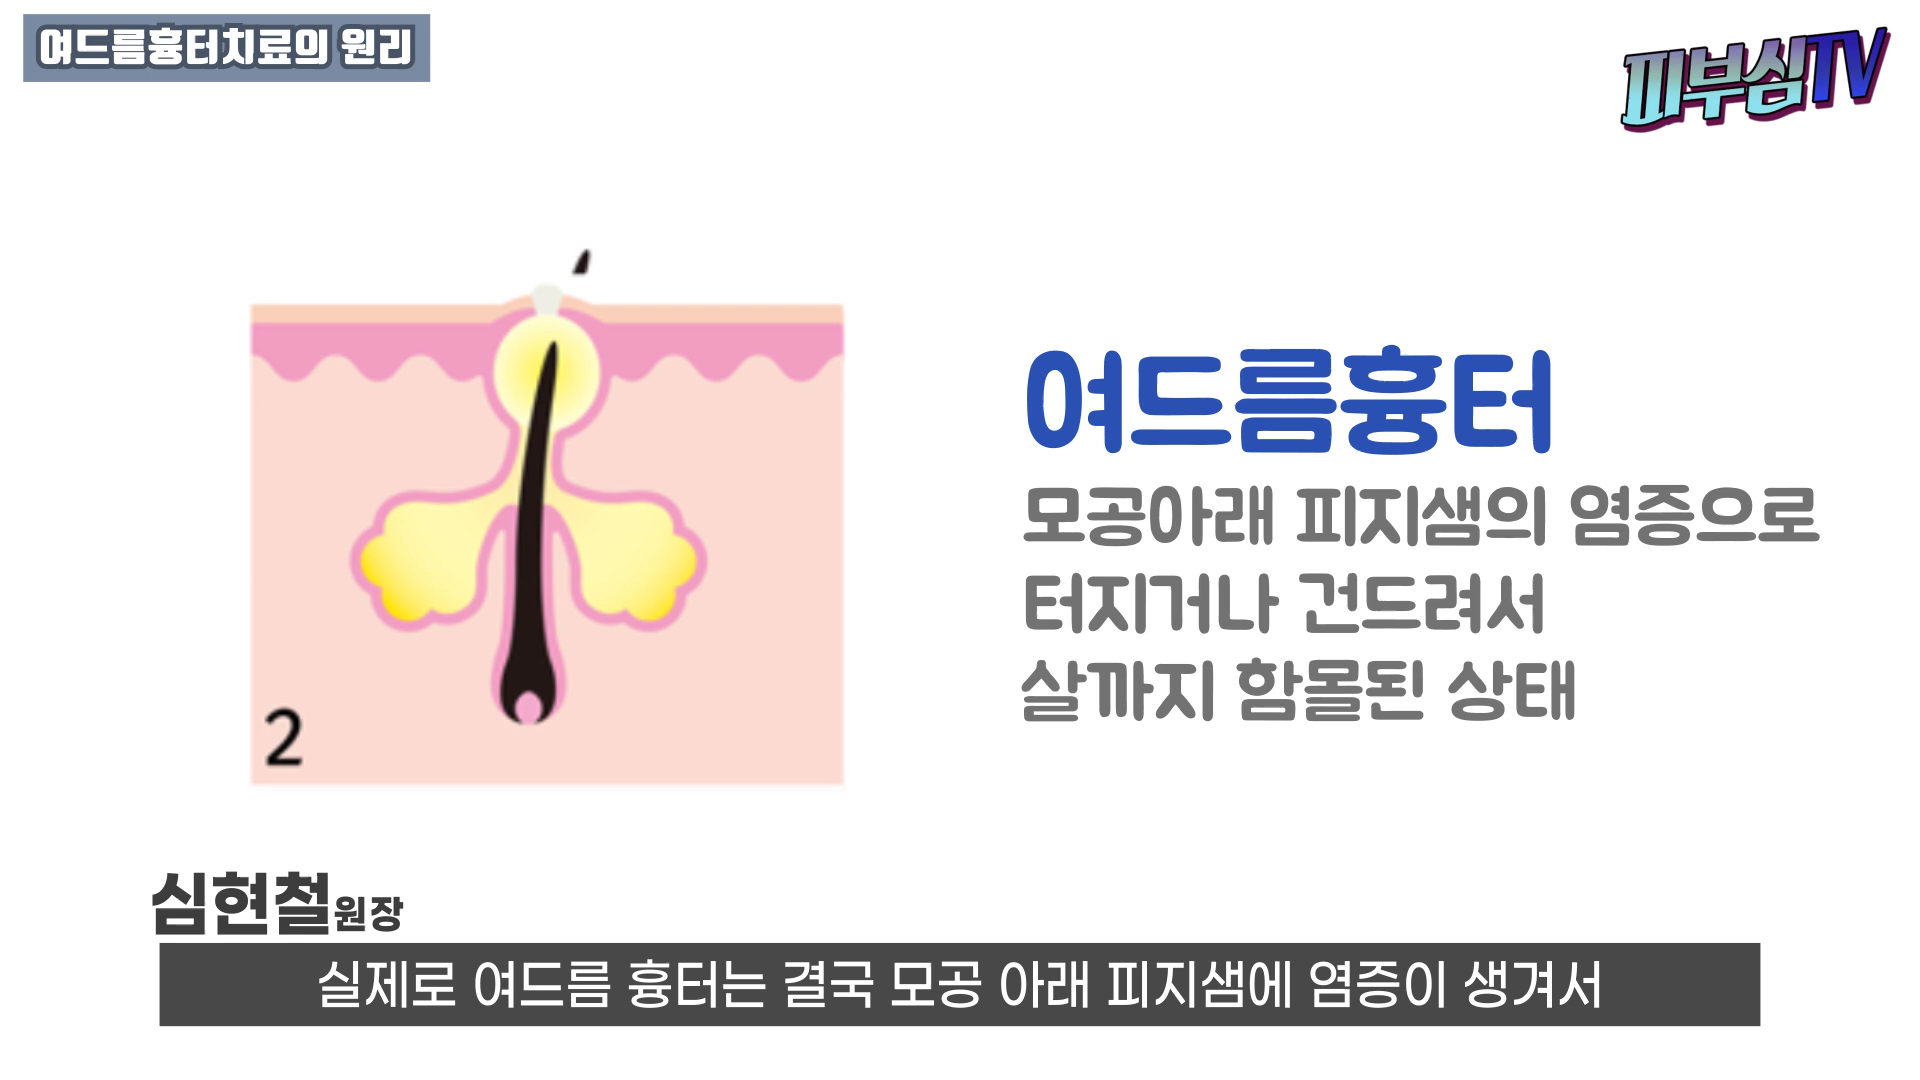 여드름흉터치료의 원리
피부심TV
여드름흉터
모공아래 피지샘의 염증으로
터지거나 건드려서
살까지 함몰된 상태
2
심현철원장
실제로 여드름 흉터는 결국 모공 아래 피지샘에 염증이 생겨서